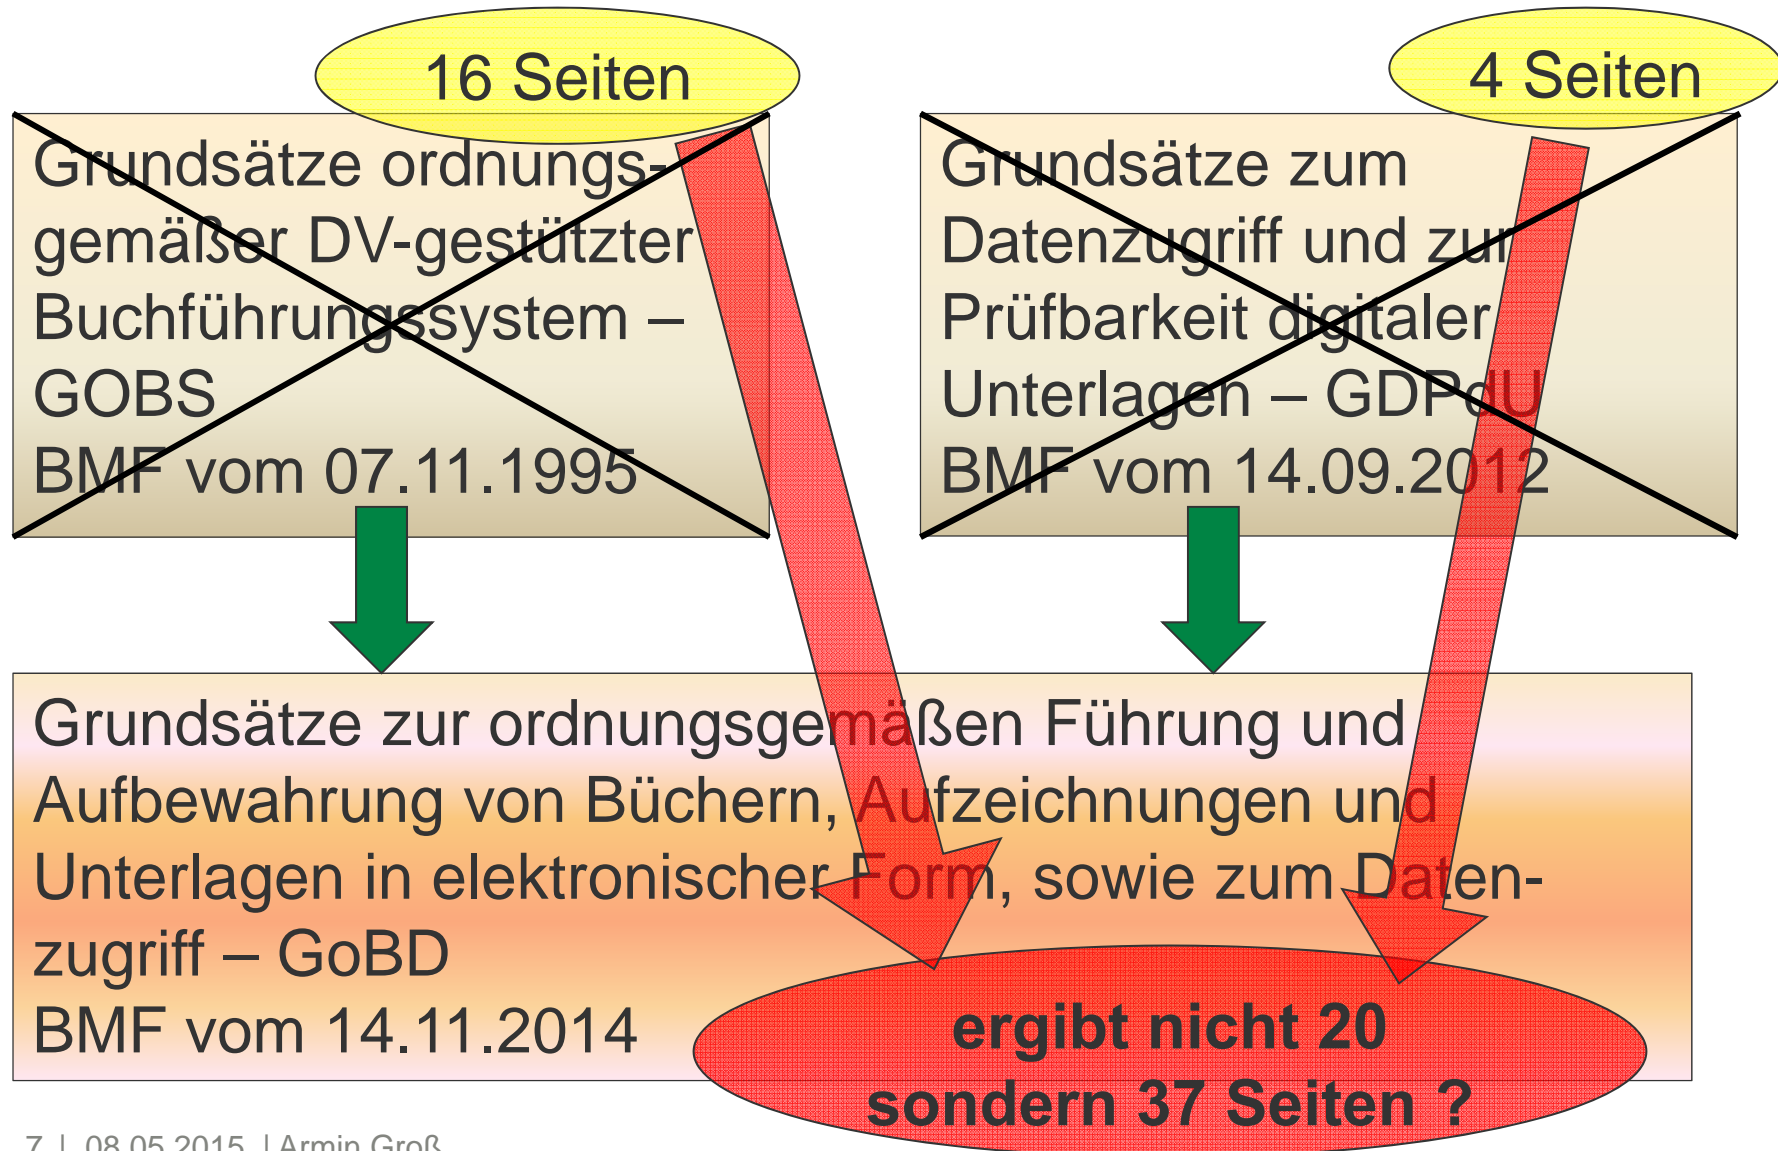 16 Seiten
4 Seiten
Grundsätze ordnungs-
gemäßer DV-gestützter
Buchführungssystem –
GOBS
BMF vom 07.11.1995
Grundsätze zum
Datenzugriff und zur
Prüfbarkeit digitaler
Unterlagen – GDPdU
BMF vom 14.09.2012
Grundsätze zur ordnungsgemäßen Führung und
Aufbewahrung von Büchern, Aufzeichnungen und
Unterlagen in elektronischer Form, sowie zum Daten-
zugriff – GoBD
BMF vom 14.11.2014
ergibt nicht 20
sondern 37 Seiten ?
7 | 08.05.2015 | Armin Groß